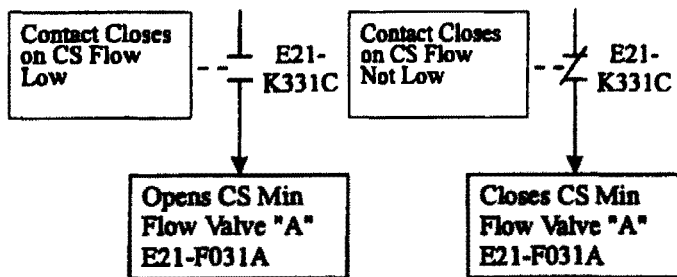 Contact Closes
on CS Flow
Low
E21-
K331C
Contact Closes
on CS Flow
Not Low
E21-
K331C
Opens CS Min
Flow Valve "A"
E21-F031A
Closes CS Min
Flow Valve "A"
E21-F031A